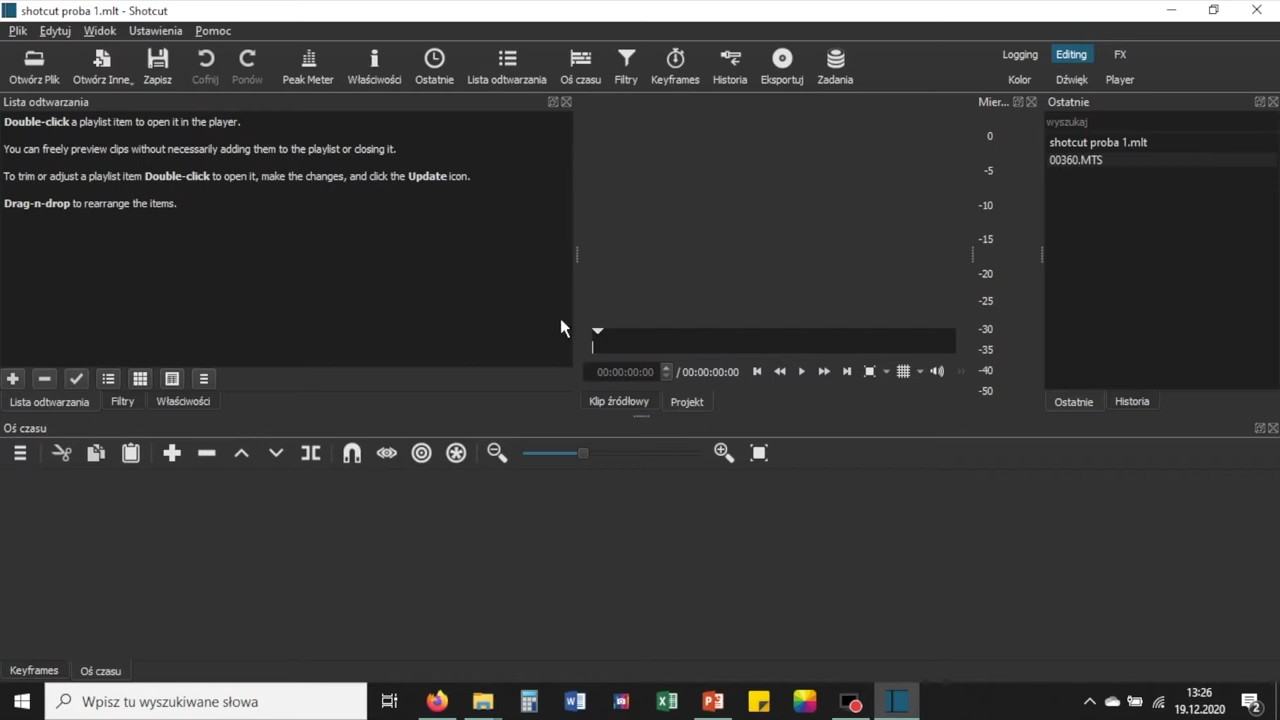 shotcut proba 1.mlt - Shotcut
Plik Edytuj Widok Ustawienia Pomoc
Otwórz Plik Otwórz Inne... Zapisz Cofnij Ponów Peak Meter Właściwości Ostatnie Lista odtwarzania Oś czasu Filtry Keyframes Historia Eksportuj Zadania
Logging Editing FX
Kolor Dźwięk Player
Lista odtwarzania
Double-click a playlist item to open it in the player.
You can freely preview clips without necessarily adding them to the playlist or closing it.
To trim or adjust a playlist item Double-click to open it, make the changes, and click the Update icon.
Drag-n-drop to rearrange the items.
Lista odtwarzania Filtry Właściwości
00:00:00:00 / 00:00:00:00
Klip źródłowy Projekt
Mier...
0
-5
-10
-15
-20
-25
-30
-35
-40
-50
Ostatnie
wyszukaj
shotcut proba 1.mlt
00360.MTS
Ostatnie Historia
Oś czasu
Keyframes Oś czasu
Wpisz tu wyszukiwane słowa
13:26
19.12.2020
2